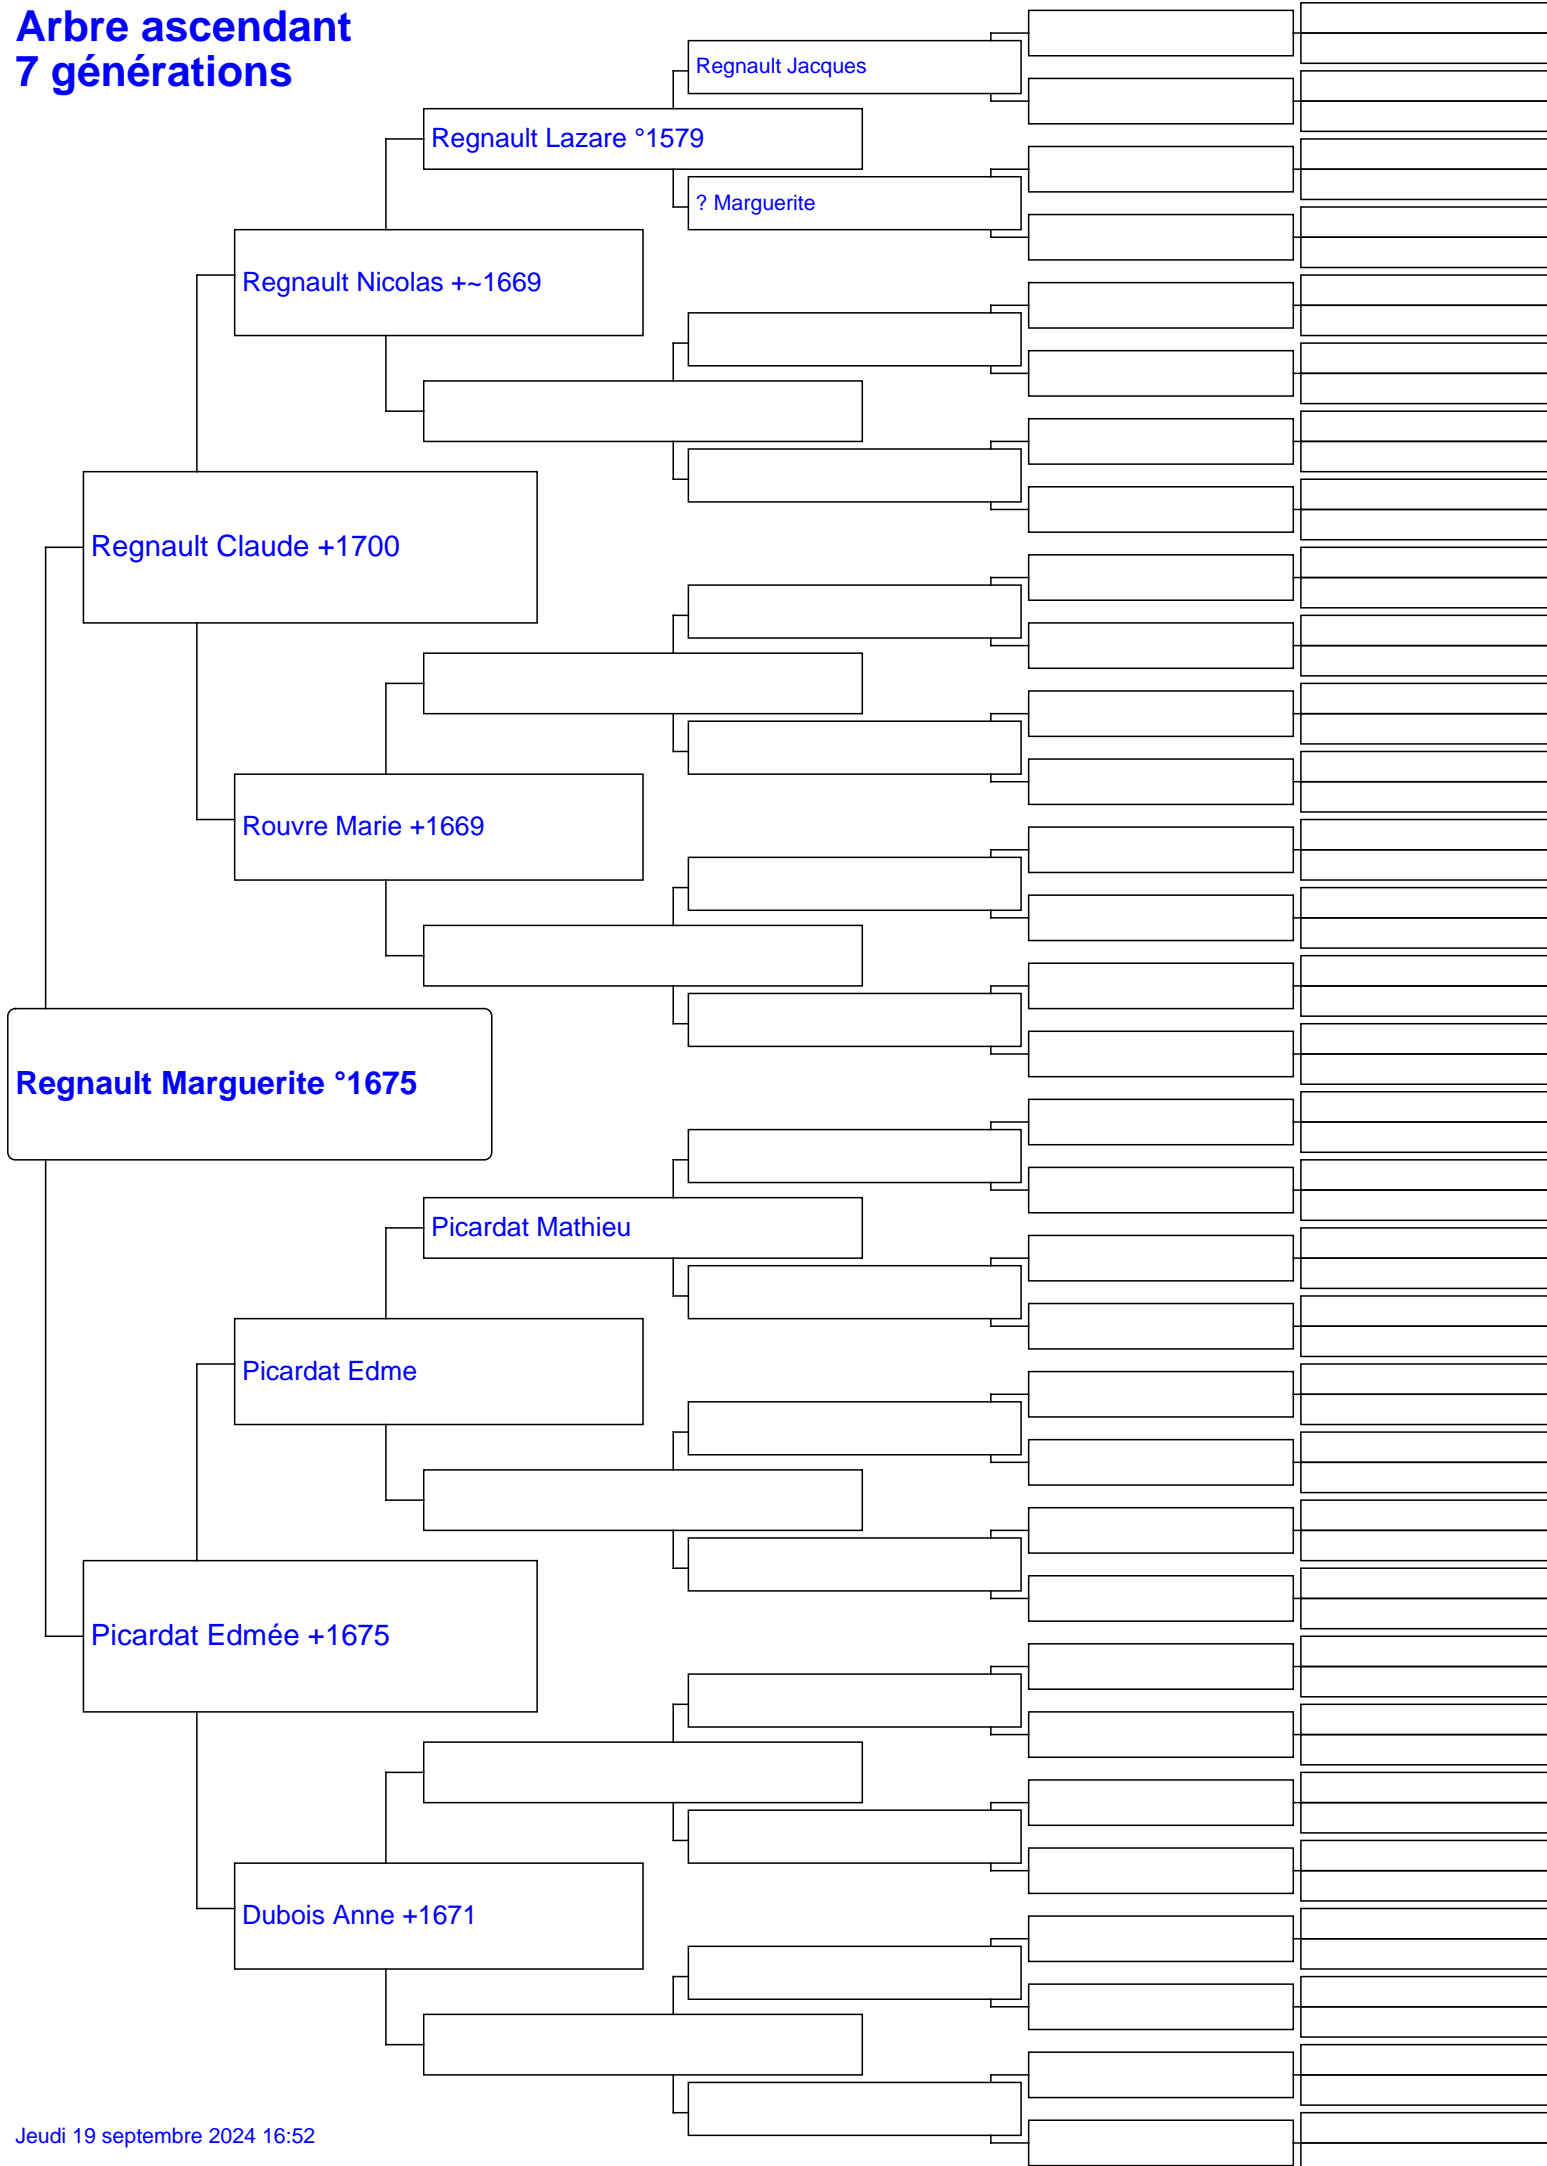 Arbre ascendant
7 générations
Regnault Jacques
Regnault Lazare °1579
? Marguerite
Regnault Nicolas +~1669
Regnault Claude +1700
Rouvre Marie +1669
Regnault Marguerite °1675
Picardat Mathieu
Picardat Edme
Picardat Edmée +1675
Dubois Anne +1671
Jeudi 19 septembre 2024 16:52